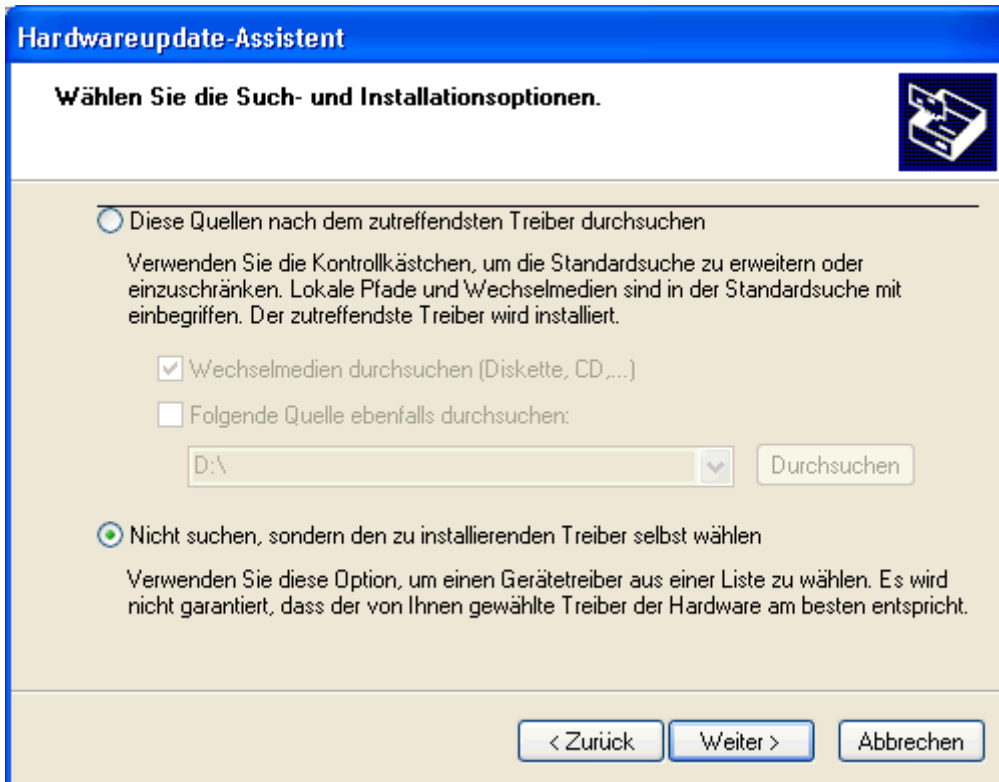 Hardwareupdate-Assistent
Wählen Sie die Such- und Installationsoptionen.
Diese Quellen nach dem zutreffendsten Treiber durchsuchen
Verwenden Sie die Kontrollkästchen, um die Standardsuche zu erweitern oder
einzuschränken. Lokale Pfade und Wechselmedien sind in der Standardsuche mit
einbegriffen. Der zutreffendste Treiber wird installiert.
Wechselmedien durchsuchen (Diskette, CD,...)
Folgende Quelle ebenfalls durchsuchen:
D:\ Durchsuchen
Nicht suchen, sondern den zu installierenden Treiber selbst wählen
Verwenden Sie diese Option, um einen Gerätetreiber aus einer Liste zu wählen. Es wird
nicht garantiert, dass der von Ihnen gewählte Treiber der Hardware am besten entspricht.
< Zurück Weiter > Abbrechen